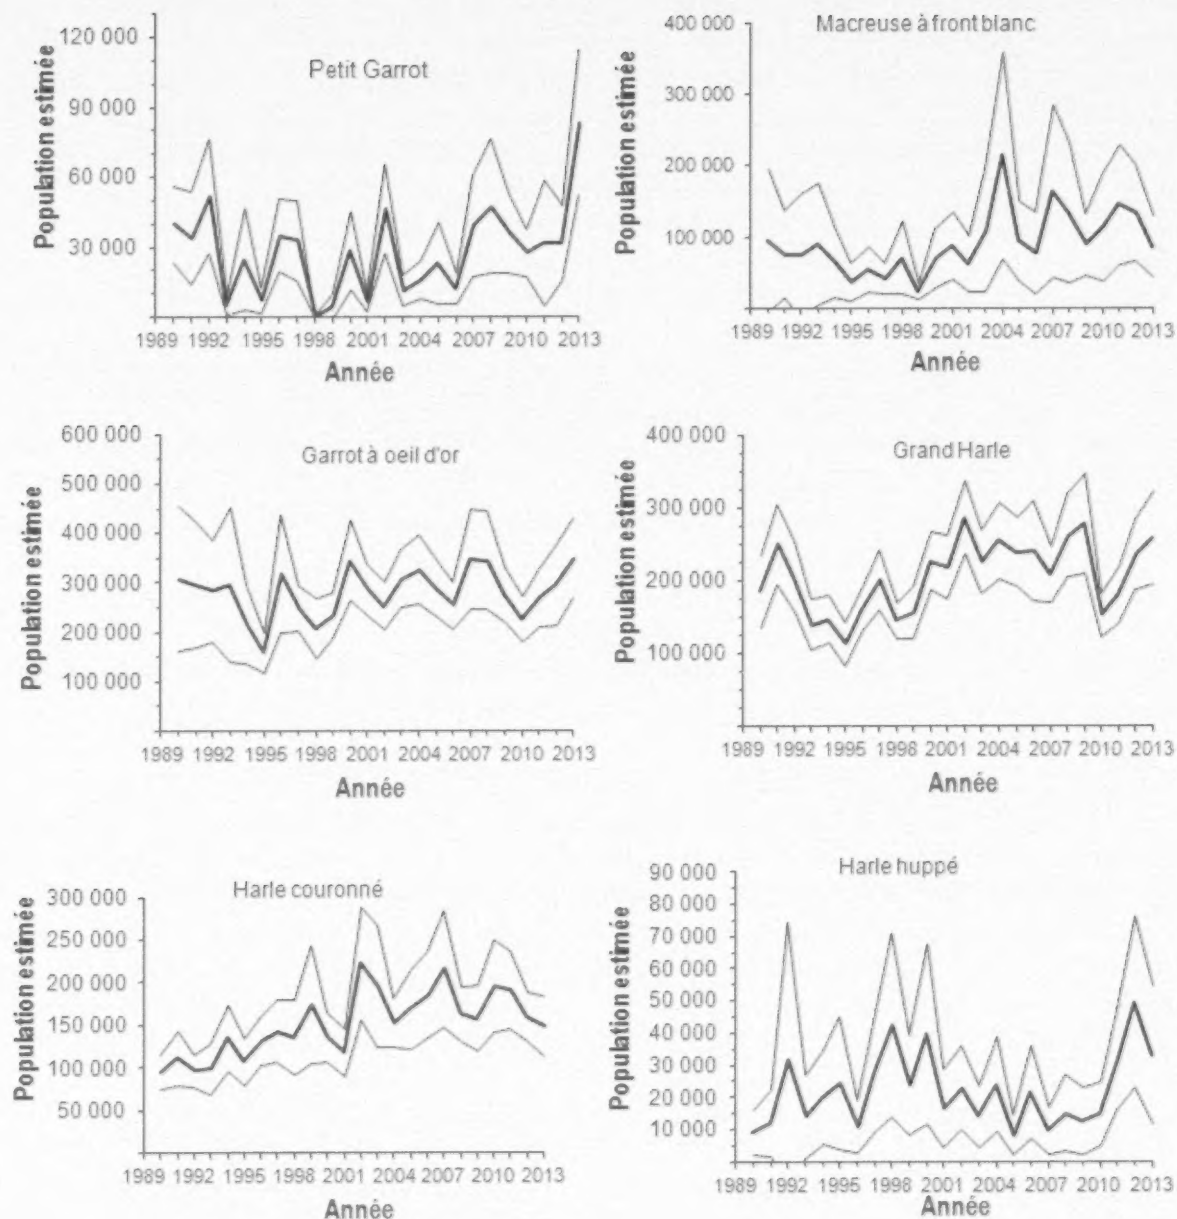 Petit Garrot
Population estimée
120 000
90 000
60 000
30 000
1989 1992 1995 1998 2001 2004 2007 2010 2013
Année
Macreuse à front blanc
Population estimée
400 000
300 000
200 000
100 000
1989 1992 1995 1998 2001 2004 2007 2010 2013
Année
Garrot à oeil d'or
Population estimée
600 000
500 000
400 000
300 000
200 000
100 000
1989 1992 1995 1998 2001 2004 2007 2010 2013
Année
Grand Harle
Population estimée
400 000
300 000
200 000
100 000
1989 1992 1995 1998 2001 2004 2007 2010 2013
Année
Harle couronné
Population estimée
300 000
250 000
200 000
150 000
100 000
50 000
1989 1992 1995 1998 2001 2004 2007 2010 2013
Année
Harle huppé
Population estimée
90 000
80 000
70 000
60 000
50 000
40 000
30 000
20 000
10 000
1989 1992 1995 1998 2001 2004 2007 2010 2013
Année